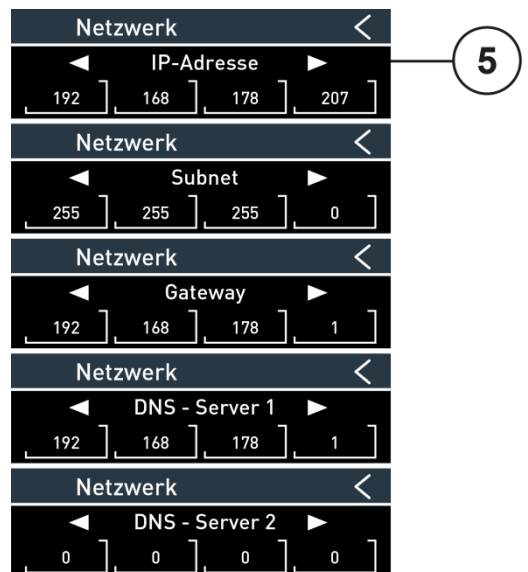 Netzwerk
IP-Adresse
192 168 178 207
5
Netzwerk
Subnet
255 255 255 0
Netzwerk
Gateway
192 168 178 1
Netzwerk
DNS - Server 1
192 168 178 1
Netzwerk
DNS - Server 2
0 0 0 0